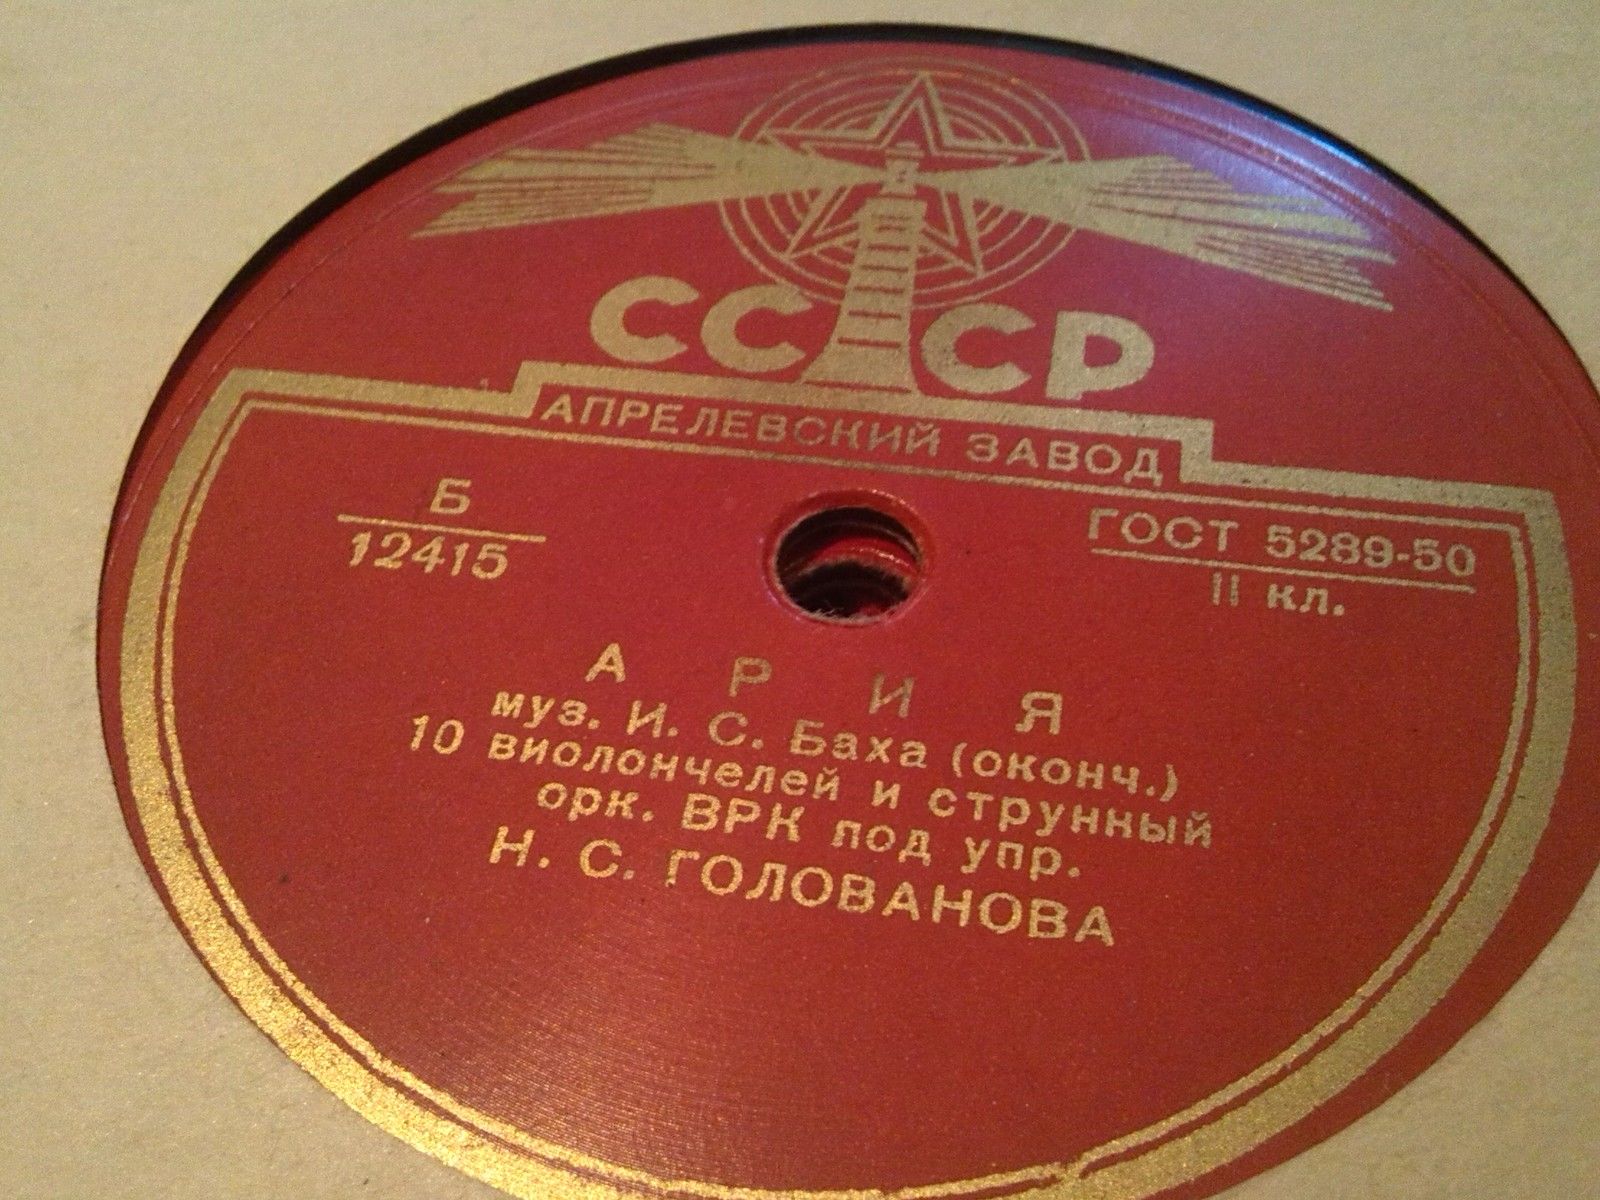 СССР
АПРЕЛЕВСКИЙ ЗАВОД
Б
12415
ГОСТ 5289-50
II кл.
АРИЯ
муз. И. С. Баха (оконч.)
10 виолончелей и струнный
орк. ВРК под упр.
Н. С. ГОЛОВАНОВА